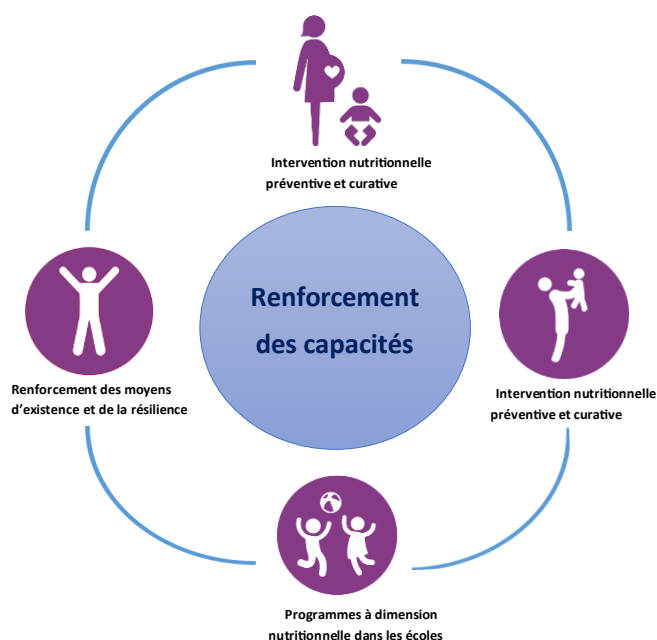 Intervention nutritionnelle
préventive et curative
Renforcement
des capacités
Renforcement des moyens
d'existence et de la résilience
Intervention nutritionnelle
préventive et curative
Programmes à dimension
nutritionnelle dans les écoles